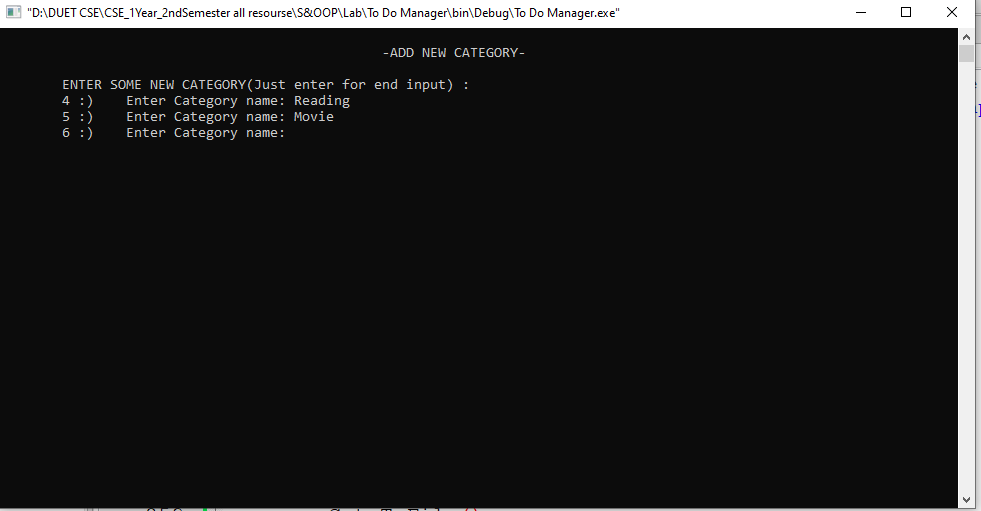 "D:\DUET CSE\CSE_1Year_2ndSemester all resourse\S&OOP\Lab\To Do Manager\bin\Debug\To Do Manager.exe"
-ADD NEW CATEGORY-
ENTER SOME NEW CATEGORY(Just enter for end input) :
4 :) Enter Category name: Reading
5 :) Enter Category name: Movie
6 :) Enter Category name: